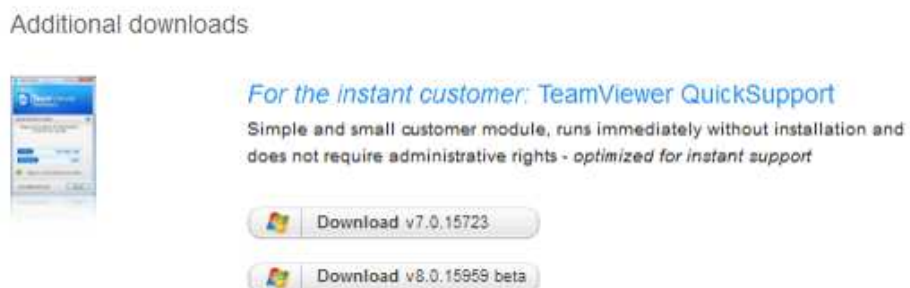 Additional downloads
For the instant customer: TeamViewer QuickSupport
Simple and small customer module, runs immediately without installation and
does not require administrative rights - optimized for instant support
Download v7.0.15723
Download v8.0.15959 beta